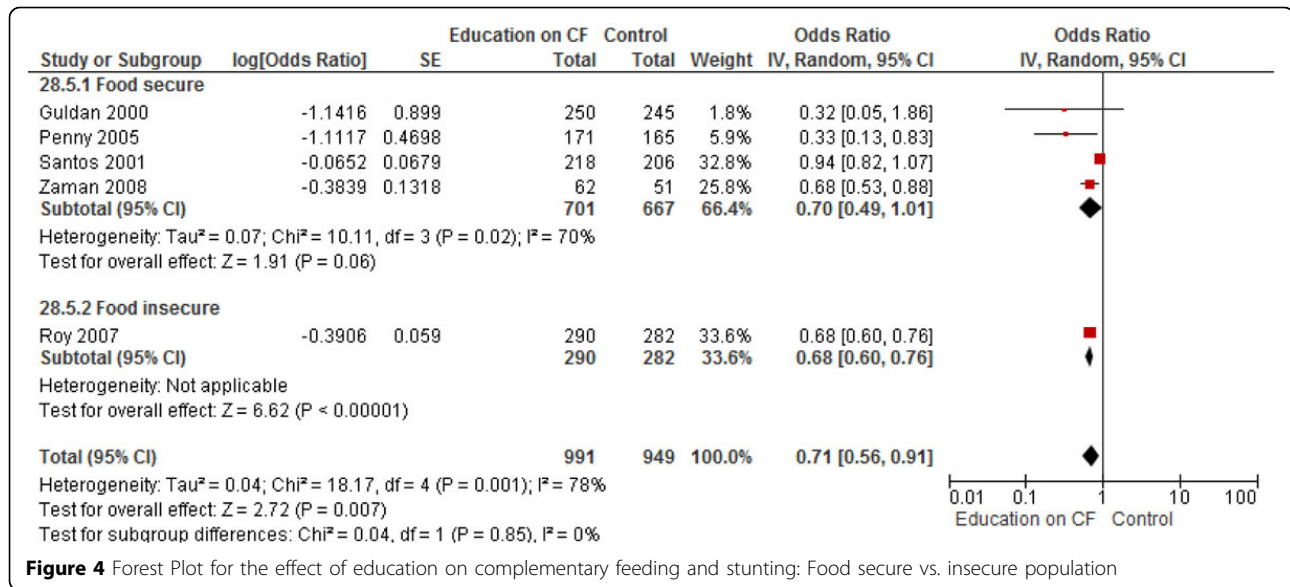 Education on CF Control Odds Ratio Odds Ratio
Study or Subgroup log[Odds Ratio] SE Total Total Weight IV, Random, 95% CI IV, Random, 95% CI
28.5.1 Food secure
Guldan 2000 -1.1416 0.899 250 245 1.8% 0.32 [0.05, 1.86]
Penny 2005 -1.1117 0.4698 171 165 5.9% 0.33 [0.13, 0.83]
Santos 2001 -0.0652 0.0679 218 206 32.8% 0.94 [0.82, 1.07]
Zaman 2008 -0.3839 0.1318 62 51 25.8% 0.68 [0.53, 0.88]
Subtotal (95% CI) 701 667 66.4% 0.70 [0.49, 1.01]
Heterogeneity: Tau² = 0.07; Chi² = 10.11, df = 3 (P = 0.02); I² = 70%
Test for overall effect: Z = 1.91 (P = 0.06)
28.5.2 Food insecure
Roy 2007 -0.3906 0.059 290 282 33.6% 0.68 [0.60, 0.76]
Subtotal (95% CI) 290 282 33.6% 0.68 [0.60, 0.76]
Heterogeneity: Not applicable
Test for overall effect: Z = 6.62 (P < 0.00001)
Total (95% CI) 991 949 100.0% 0.71 [0.56, 0.91]
Heterogeneity: Tau² = 0.04; Chi² = 18.17, df = 4 (P = 0.001); I² = 78%
Test for overall effect: Z = 2.72 (P = 0.007)
Test for subgroup differences: Chi² = 0.04, df = 1 (P = 0.85), I² = 0%
0.01 0.1 1 10 100
Education on CF Control
Figure 4 Forest Plot for the effect of education on complementary feeding and stunting: Food secure vs. insecure population